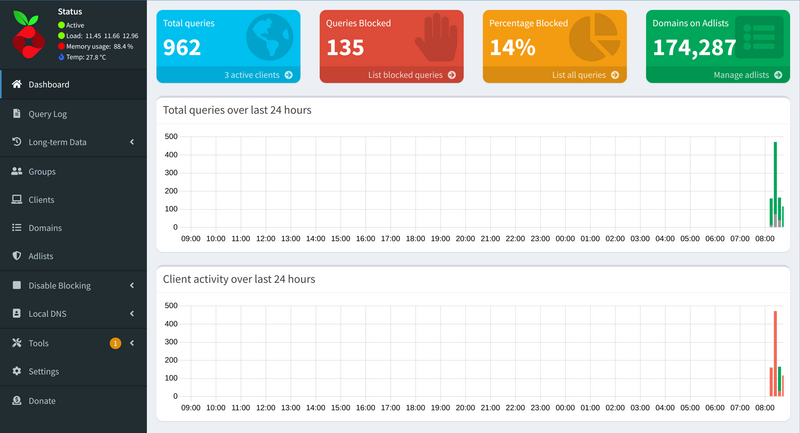 Status
Active
Load: 11.45 11.66 12.96
Memory usage: 88.4 %
Temp: 27.8 °C
Dashboard
Query Log
Long-term Data
Groups
Clients
Domains
Adlists
Disable Blocking
Local DNS
Tools 1
Settings
Donate
Total queries
962
3 active clients
Queries Blocked
135
List blocked queries
Percentage Blocked
14%
List all queries
Domains on Adlists
174,287
Manage adlists
Total queries over last 24 hours
500
400
300
200
100
0
09:00 10:00 11:00 12:00 13:00 14:00 15:00 16:00 17:00 18:00 19:00 20:00 21:00 22:00 23:00 00:00 01:00 02:00 03:00 04:00 05:00 06:00 07:00 08:00
Client activity over last 24 hours
500
400
300
200
100
0
09:00 10:00 11:00 12:00 13:00 14:00 15:00 16:00 17:00 18:00 19:00 20:00 21:00 22:00 23:00 00:00 01:00 02:00 03:00 04:00 05:00 06:00 07:00 08:00